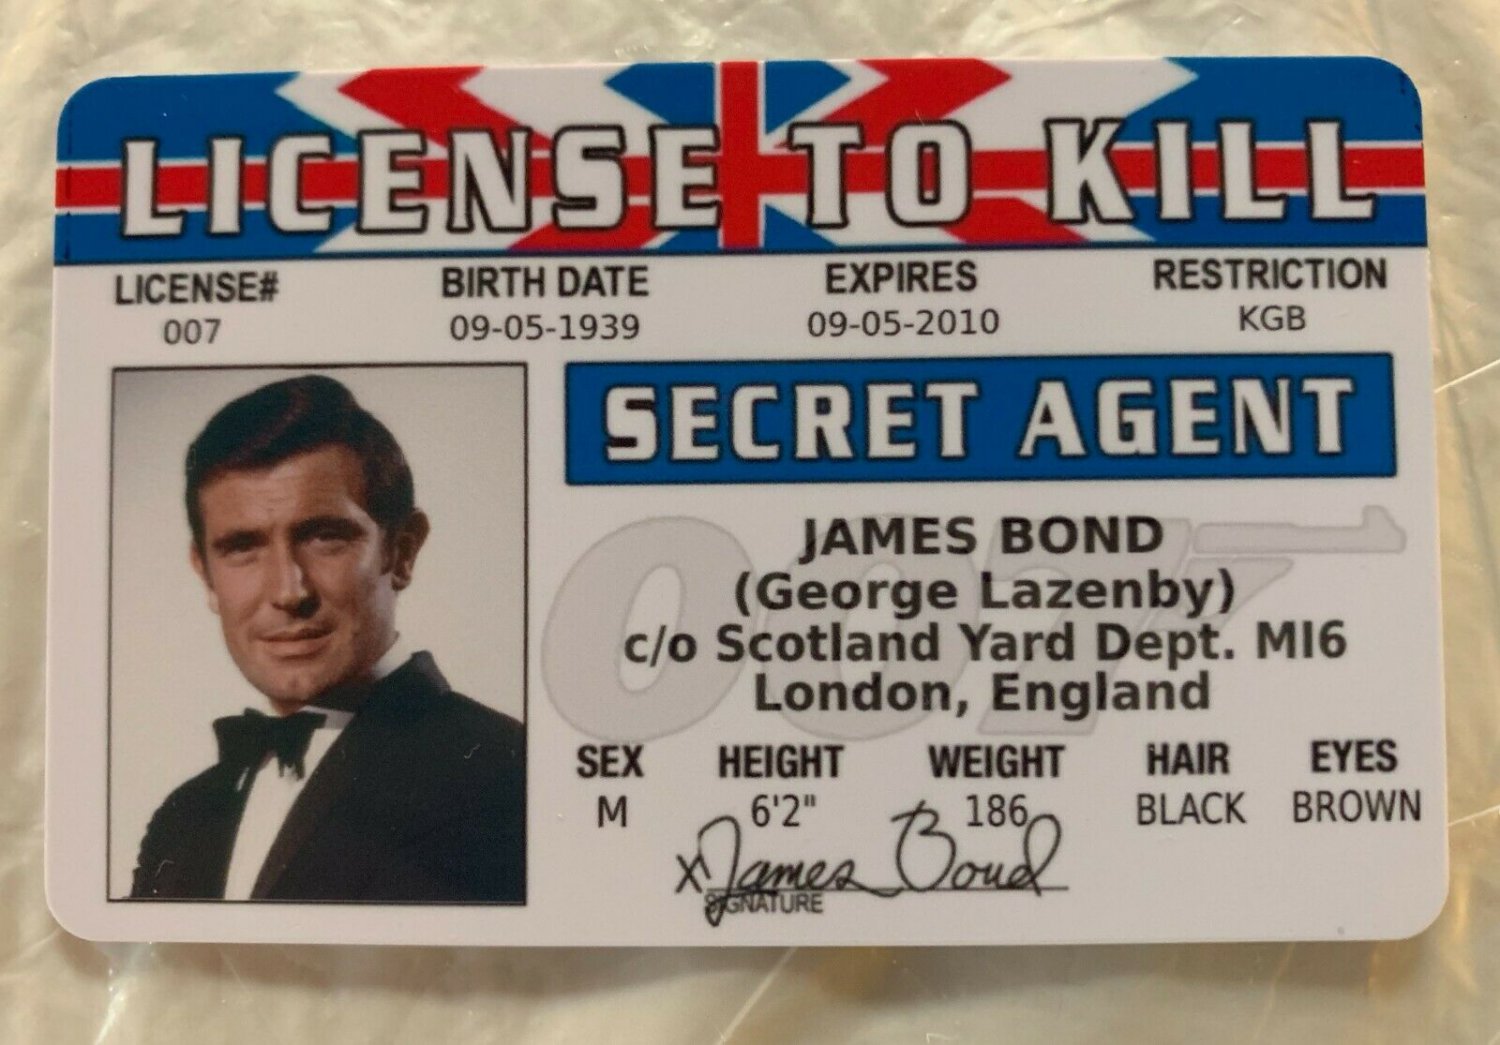 LICENSE TO KILL
LICENSE# BIRTH DATE EXPIRES RESTRICTION
007 09-05-1939 09-05-2010 KGB
SECRET AGENT
007
JAMES BOND
(George Lazenby)
c/o Scotland Yard Dept. MI6
London, England
SEX HEIGHT WEIGHT HAIR EYES
M 6'2" 186 BLACK BROWN
X James Bond
SIGNATURE